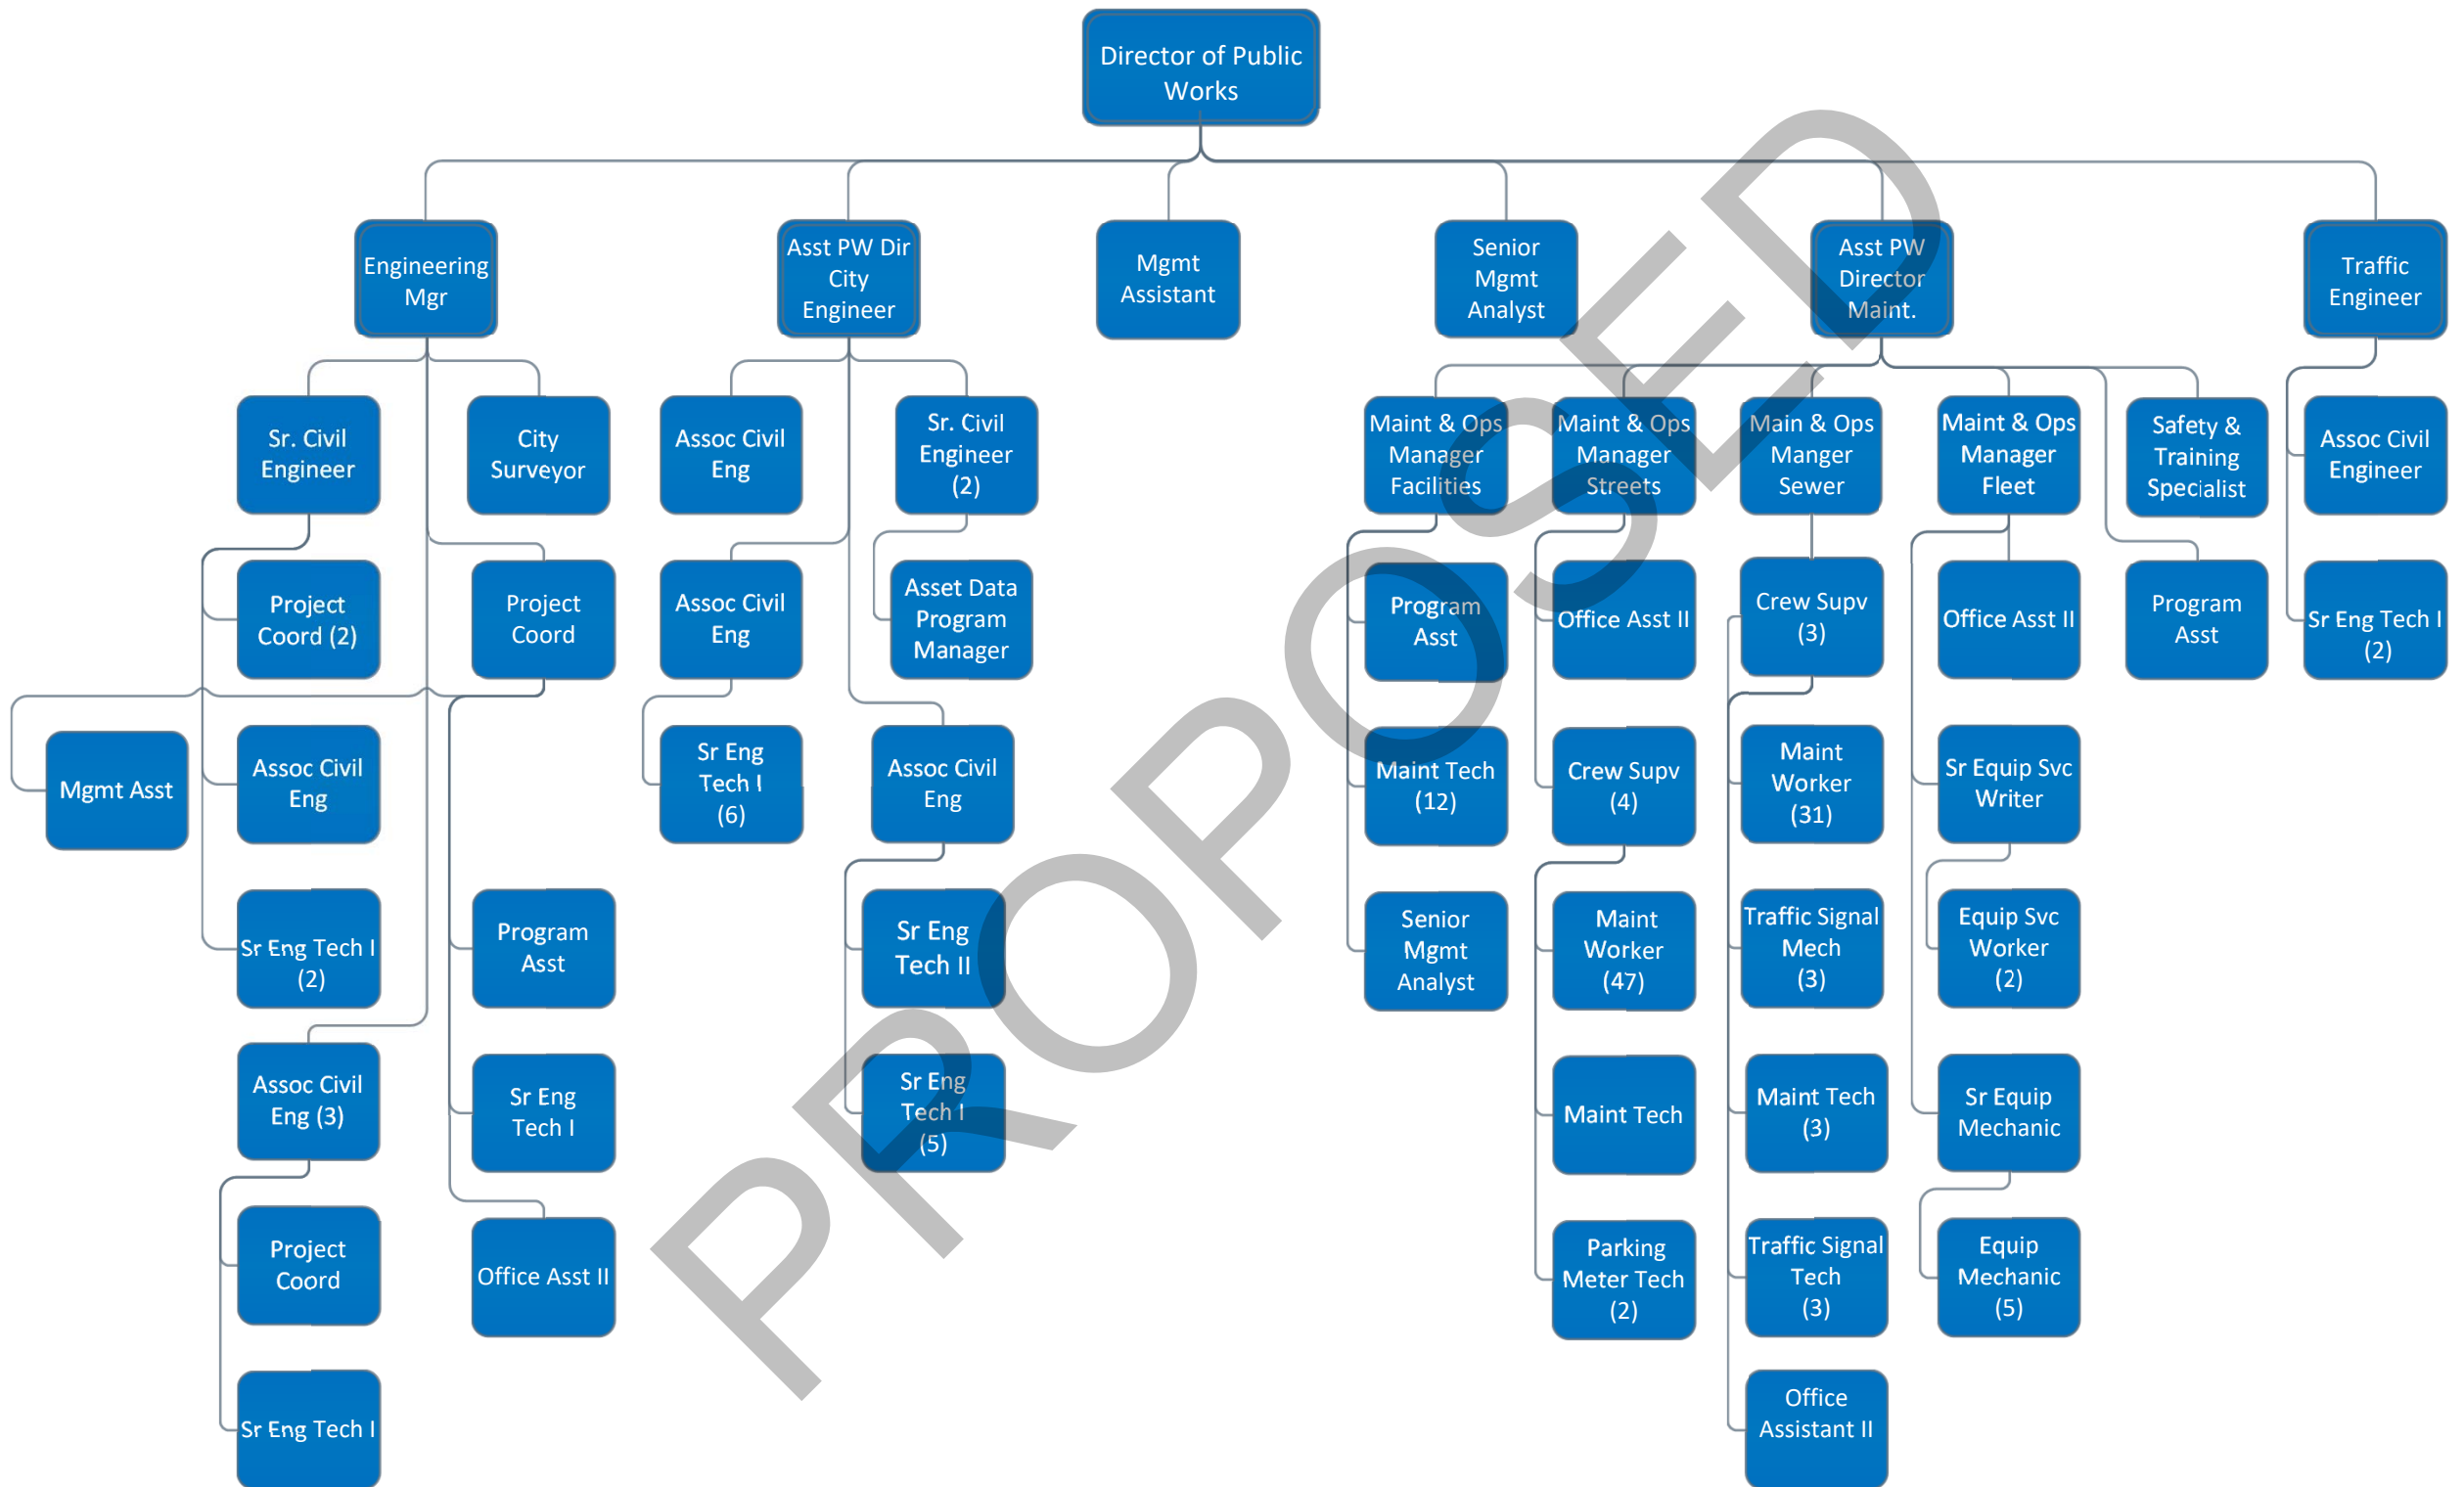 Director of Public
Works
Engineering
Mgr
Asst PW Dir
City
Engineer
Mgmt
Assistant
Senior
Mgmt
Analyst
Asst PW
Director
Maint.
Traffic
Engineer
Sr. Civil
Engineer
City
Surveyor
Assoc Civil
Eng
Sr. Civil
Engineer
(2)
Maint & Ops
Manager
Facilities
Maint & Ops
Manager
Streets
Main & Ops
Manger
Sewer
Maint & Ops
Manager
Fleet
Safety &
Training
Specialist
Assoc Civil
Engineer
Project
Coord (2)
Project
Coord
Assoc Civil
Eng
Asset Data
Program
Manager
Program
Asst
Office Asst II
Crew Supv
(3)
Office Asst II
Program
Asst
Sr Eng Tech I
(2)
Mgmt Asst
Assoc Civil
Eng
Sr Eng
Tech I
(6)
Assoc Civil
Eng
Maint Tech
(12)
Crew Supv
(4)
Maint
Worker
(31)
Sr Equip Svc
Writer
Sr Eng Tech I
(2)
Program
Asst
Sr Eng
Tech II
Senior
Mgmt
Analyst
Maint
Worker
(47)
Traffic Signal
Mech
(3)
Equip Svc
Worker
(2)
Assoc Civil
Eng (3)
Sr Eng
Tech I
Sr Eng
Tech I
(5)
Maint Tech
Maint Tech
(3)
Sr Equip
Mechanic
Project
Coord
Office Asst II
Parking
Meter Tech
(2)
Traffic Signal
Tech
(3)
Equip
Mechanic
(5)
Sr Eng Tech I
Office
Assistant II
PROPOSED